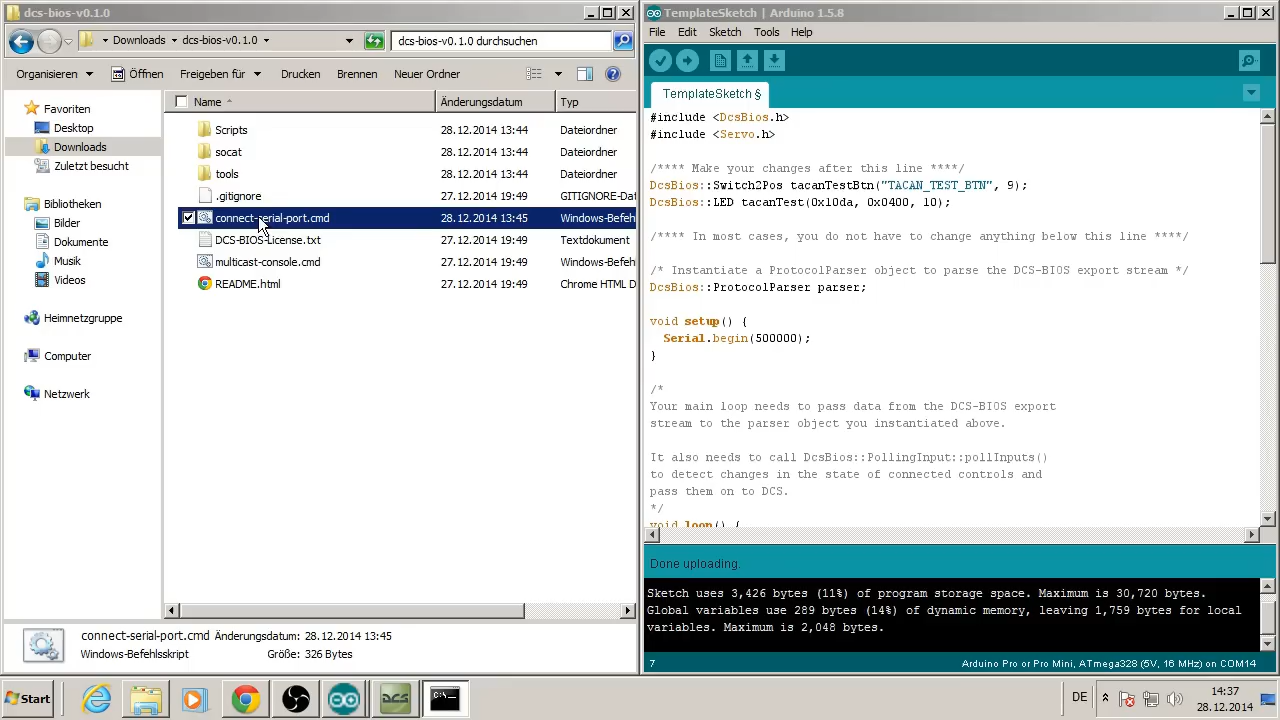 dcs-bios-v0.1.0
Downloads
dcs-bios-v0.1.0
dcs-bios-v0.1.0 durchsuchen
Organisieren
Öffnen
Freigeben für
Drucken
Brennen
Neuer Ordner
Favoriten
Desktop
Downloads
Zuletzt besucht
Bibliotheken
Bilder
Dokumente
Musik
Videos
Heimnetzgruppe
Computer
Netzwerk
Name Änderungsdatum Typ
Scripts 28.12.2014 13:44 Dateiordner
socat 28.12.2014 13:44 Dateiordner
tools 28.12.2014 13:44 Dateiordner
.gitignore 27.12.2014 19:49 GITIGNORE-Dat
connect-serial-port.cmd 28.12.2014 13:45 Windows-Befehls
DCS-BIOS-License.txt 27.12.2014 19:49 Textdokument
multicast-console.cmd 27.12.2014 19:49 Windows-Befehls
README.html 27.12.2014 19:49 Chrome HTML D
connect-serial-port.cmd Änderungsdatum: 28.12.2014 13:45
Windows-Befehlsskript Größe: 326 Bytes
TemplateSketch | Arduino 1.5.8
File Edit Sketch Tools Help
TemplateSketch §
#include <DcsBios.h>
#include <Servo.h>
/**** Make your changes after this line ****/
DcsBios::Switch2Pos tacanTestBtn("TACAN_TEST_BTN", 9);
DcsBios::LED tacanTest(0x10da, 0x0400, 10);
/**** In most cases, you do not have to change anything below this line ****/
/* Instantiate a ProtocolParser object to parse the DCS-BIOS export stream */
DcsBios::ProtocolParser parser;
void setup() {
Serial.begin(500000);
}
/*
Your main loop needs to pass data from the DCS-BIOS export
stream to the parser object you instantiated above.
It also needs to call DcsBios::PollingInput::pollInputs()
to detect changes in the state of connected controls and
pass them on to DCS.
*/
void loop() {
Done uploading.
Sketch uses 3,426 bytes (11%) of program storage space. Maximum is 30,720 bytes.
Global variables use 289 bytes (14%) of dynamic memory, leaving 1,759 bytes for local
variables. Maximum is 2,048 bytes.
7 Arduino Pro or Pro Mini, ATmega328 (5V, 16 MHz) on COM14
Start
DCS
C:\
DE
14:37
28.12.2014